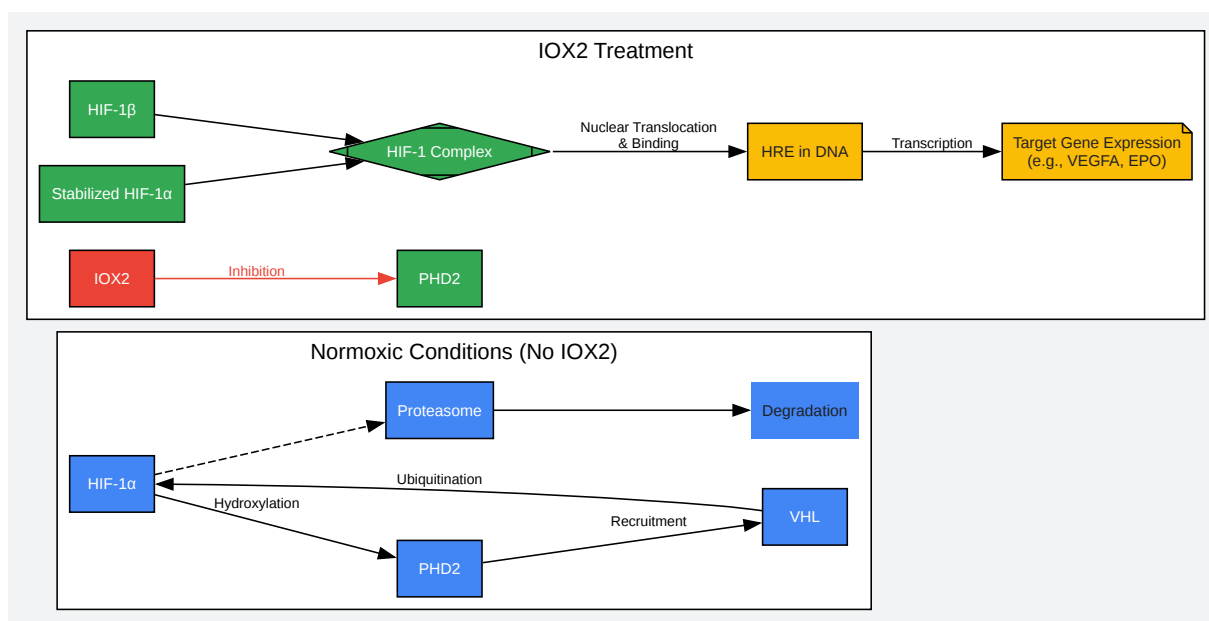 IOX2 Treatment
HIF-1β
HIF-1 Complex
Nuclear Translocation
& Binding
HRE in DNA
Transcription
Target Gene Expression
(e.g., VEGFA, EPO)
Stabilized HIF-1α
IOX2
Inhibition
PHD2
Normoxic Conditions (No IOX2)
Proteasome
Degradation
HIF-1α
Ubiquitination
Hydroxylation
Recruitment
VHL
PHD2